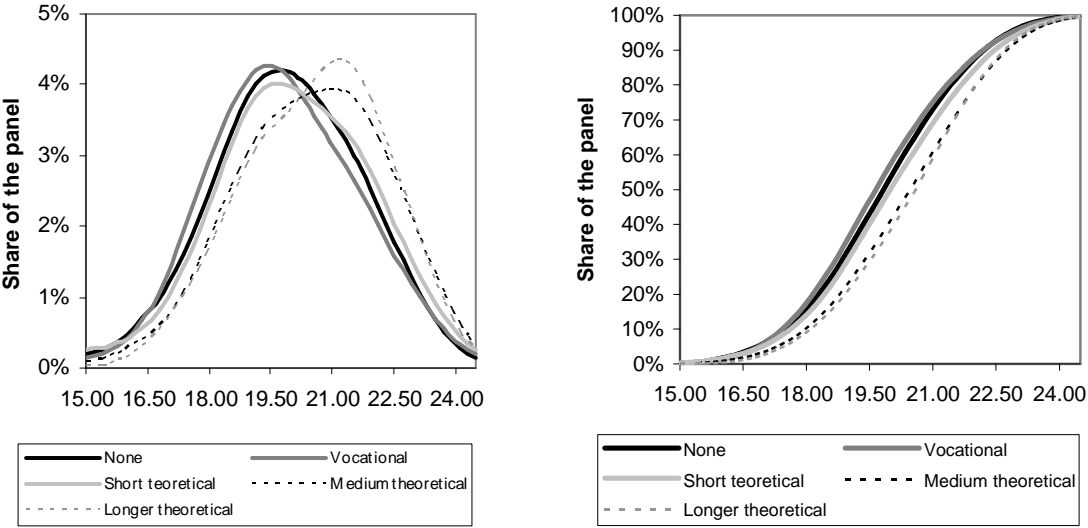 5%
4%
3%
2%
1%
0%
Share of the panel
15.00 16.50 18.00 19.50 21.00 22.50 24.00
None Vocational
Short teoretical Medium theoretical
Longer theoretical
100%
90%
80%
70%
60%
50%
40%
30%
20%
10%
0%
Share of the panel
15.00 16.50 18.00 19.50 21.00 22.50 24.00
None Vocational
Short teoretical Medium theoretical
Longer theoretical